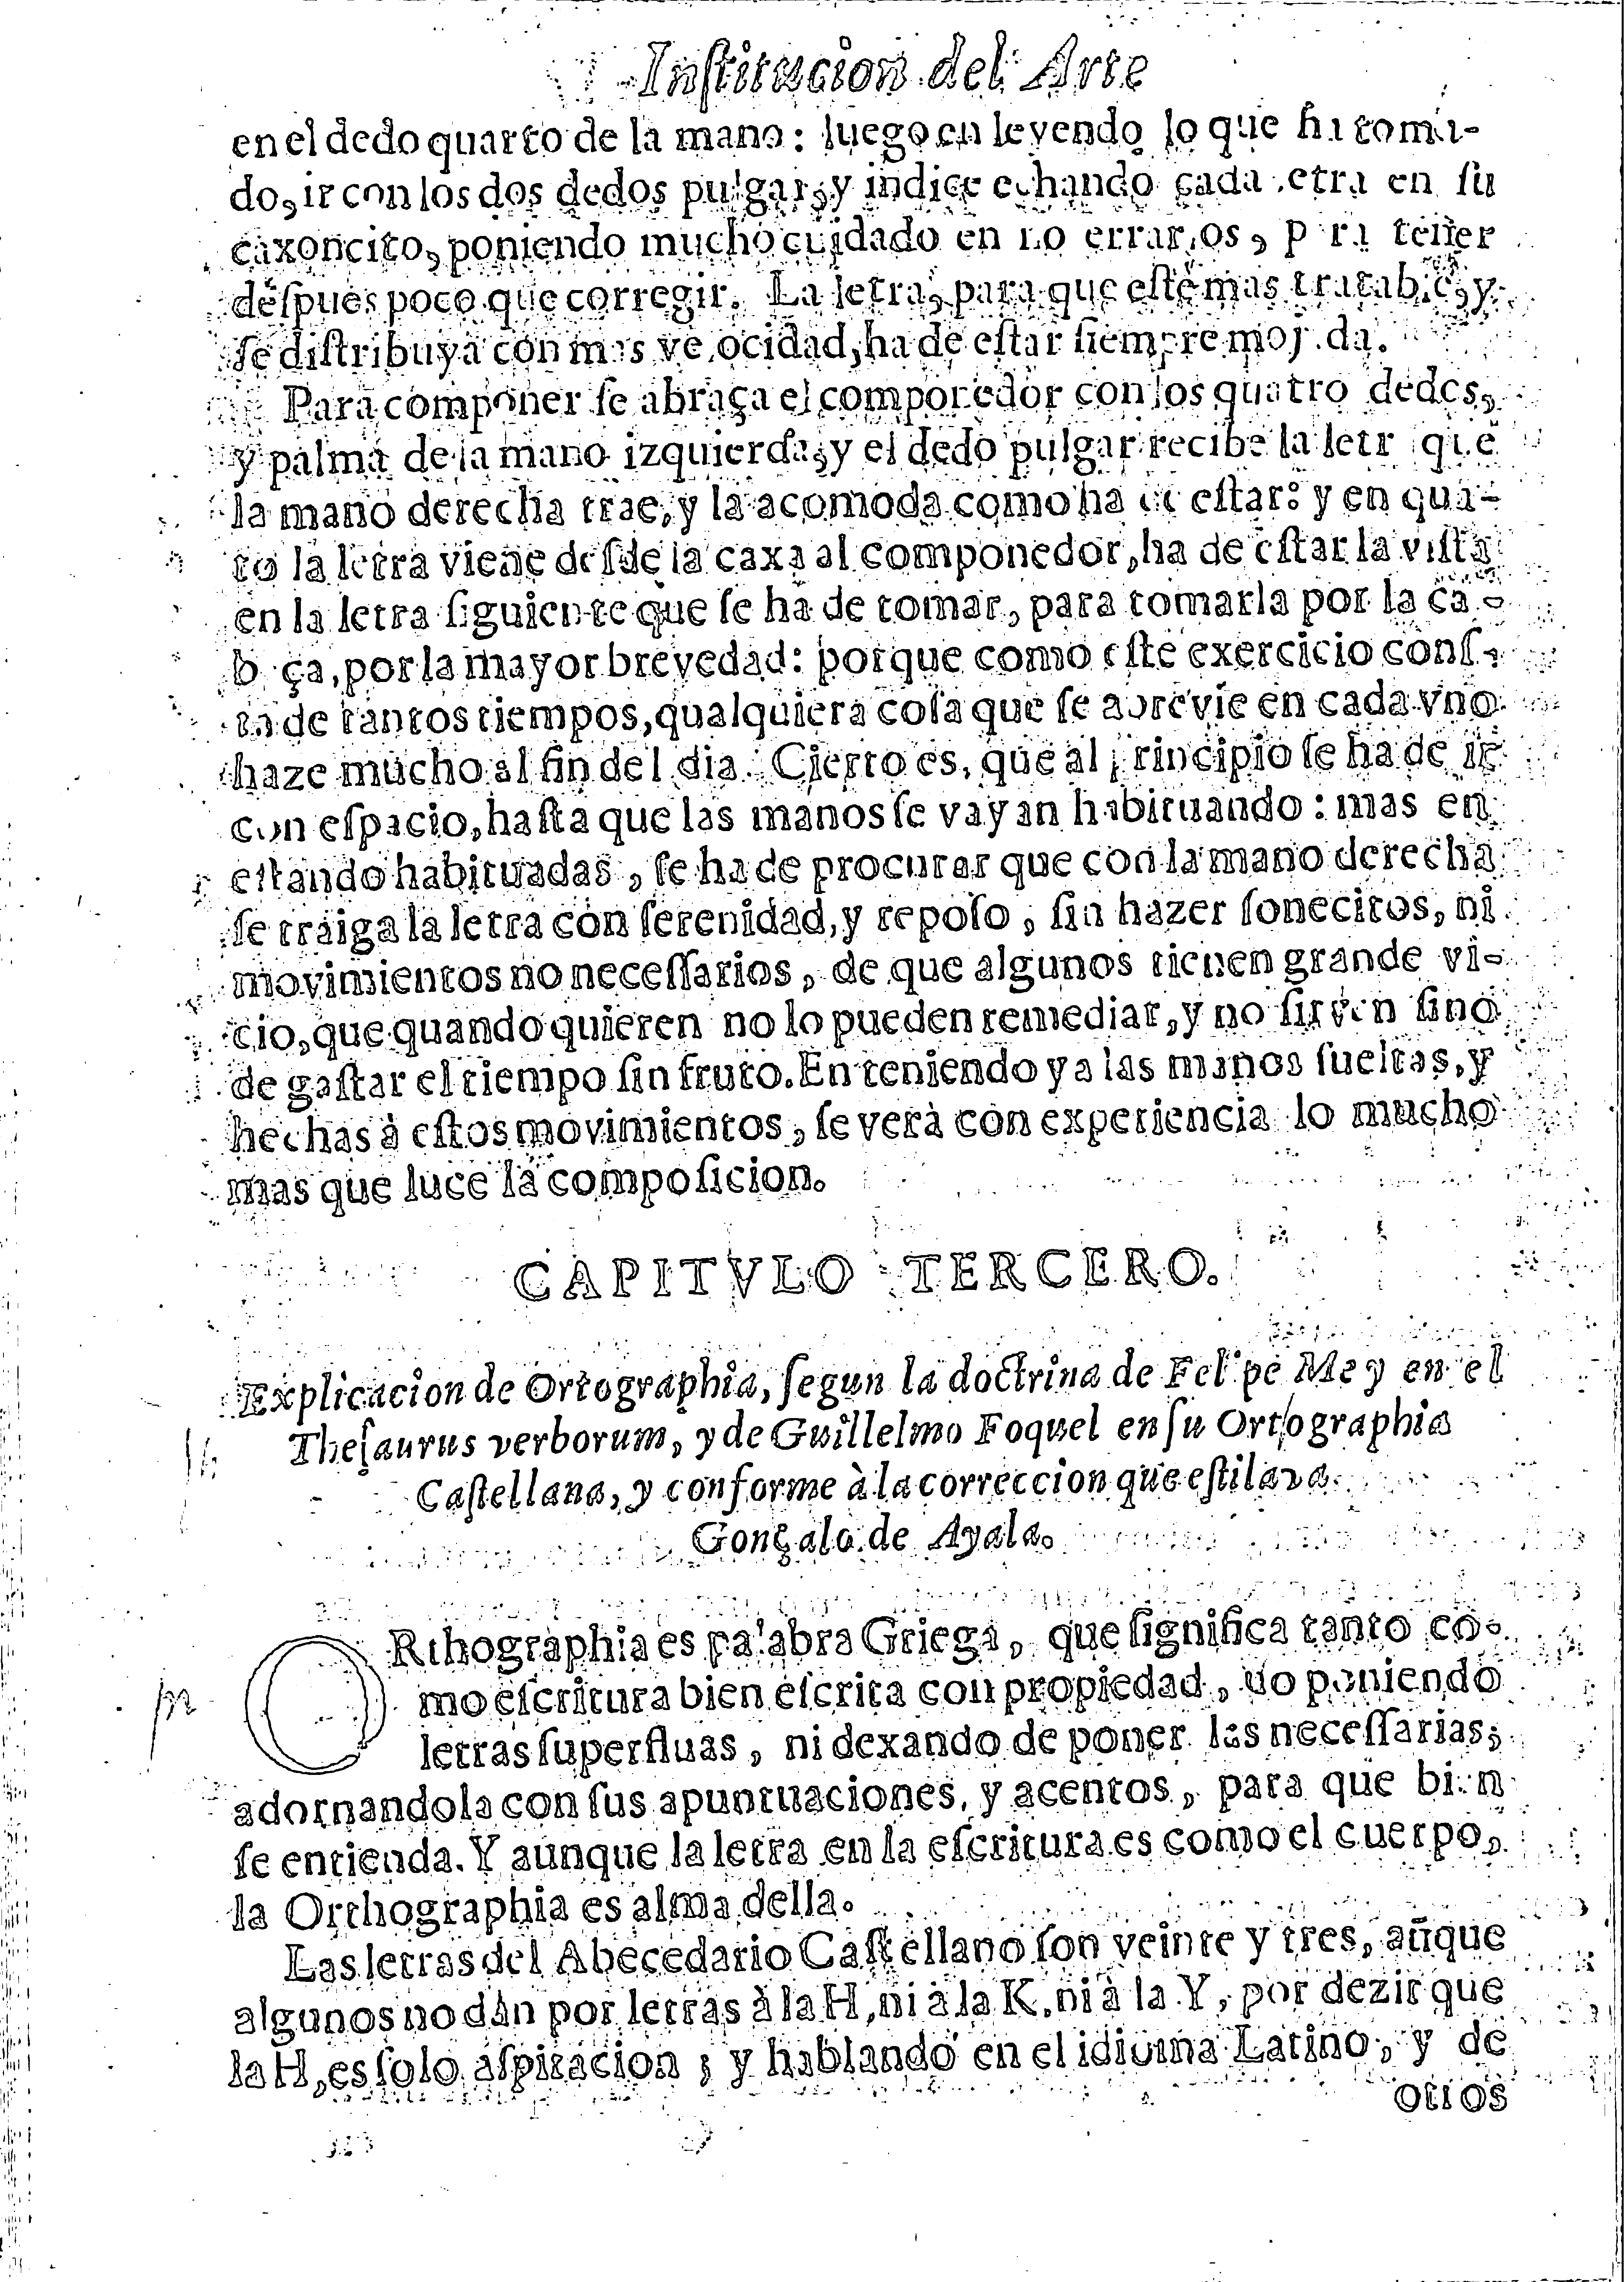 Inſtitucion del Arte
en el dedo quarto de la mano: luego en leyendo lo que ha toma-
do, ir con los dos dedos pulgar, y indice echando cada letra en ſu
caxoncito, poniendo mucho cuidado en no errarlos, para tener
deſpues poco que corregir. La letra, para que eſtè mas tratable, y
ſe diſtribuya con mas velocidad, ha de eſtar ſiempre mojada.
Para componer ſe abraça el componedor con los quatro dedos,
y palma de la mano izquierda, y el dedo pulgar recibe la letra que
la mano derecha trae, y la acomoda como ha de eſtar: y en quā-
to la letra viene deſde la caxa al componedor, ha de eſtar la viſta
en la letra ſiguiente que ſe ha de tomar, para tomarla por la ca-
beça, por la mayor brevedad: porque como eſte exercicio conſ-
ta de tantos tiempos, qualquiera coſa que ſe abrevie en cada vno
haze mucho al fin del dia. Cierto es, que al principio ſe ha de ir
con eſpacio, haſta que las manos ſe vayan habituando: mas en
eſtando habituadas, ſe ha de procurar que con la mano derecha
ſe traiga la letra con ſerenidad, y repoſo, ſin hazer ſonecitos, ni
movimientos no neceſſarios, de que algunos tienen grande vi-
cio, que quando quieren no lo pueden remediar, y no ſirven ſino
de gaſtar el tiempo ſin fruto. En teniendo ya las manos ſueltas, y
hechas à eſtos movimientos, ſe verà con experiencia lo mucho
mas que luce la compoſicion.
CAPITVLO TERCERO.
Explicacion de Ortographia, ſegun la doctrina de Felipe Mey en el
Theſaurus verborum, y de Guillelmo Foquel en ſu Ortographia
Caſtellana, y conforme à la correccion que eſtilava
Gonçalo de Ayala.
ORthographia es palabra Griega, que ſignifica tanto co-
mo eſcritura bien eſcrita con propiedad, no poniendo
letras ſuperfluas, ni dexando de poner las neceſſarias;
adornandola con ſus apuntuaciones, y acentos, para que bien
ſe entienda. Y aunque la letra en la eſcritura es como el cuerpo,
la Orthographia es alma della.
Las letras del Abecedario Caſtellano ſon veinte y tres, aūque
algunos no dàn por letras à la H, ni à la K, ni à la Y, por dezir que
la H, es ſolo aſpiracion; y hablando en el idioma Latino, y de
otros